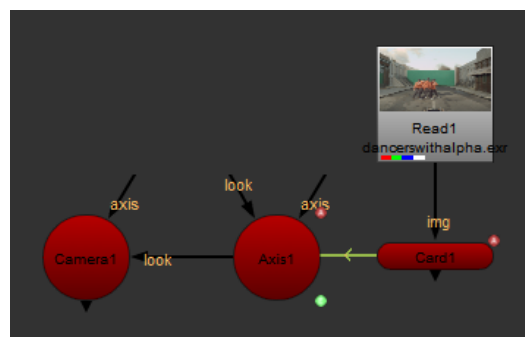 Read1
dancerswithalpha.exr
look
axis
axis
img
Camera1
look
Axis1
Card1